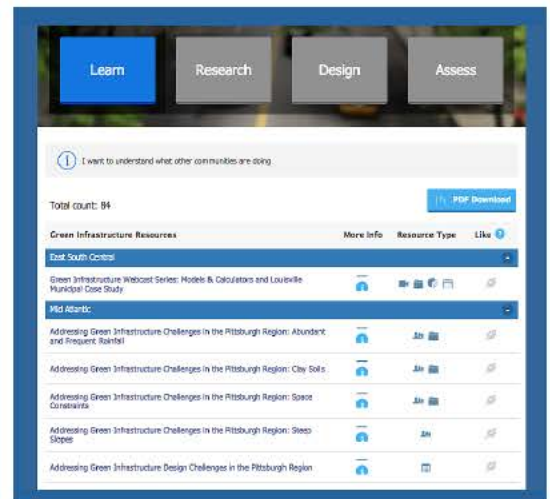 Learn
Research
Design
Assess
I want to understand what other communities are doing
Total count: 84
PDF Download
Green Infrastructure Resources
More Info
Resource Type
Like ?
East South Central
Green Infrastructure Webcast Series: Models & Calculators and Louisville
Municipal Case Study
Mid Atlantic
Addressing Green Infrastructure Challenges in the Pittsburgh Region: Abundant
and Frequent Rainfall
Addressing Green Infrastructure Challenges in the Pittsburgh Region: Clay Soils
Addressing Green Infrastructure Challenges in the Pittsburgh Region: Space
Constraints
Addressing Green Infrastructure Challenges in the Pittsburgh Region: Steep
Slopes
Addressing Green Infrastructure Design Challenges in the Pittsburgh Region